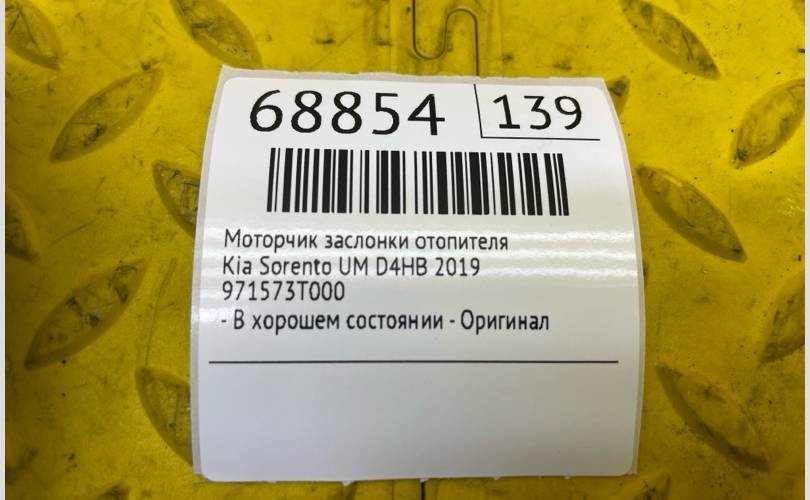 68854 139
Моторчик заслонки отопителя
Kia Sorento UM D4HB 2019
971573T000
- В хорошем состоянии - Оригинал